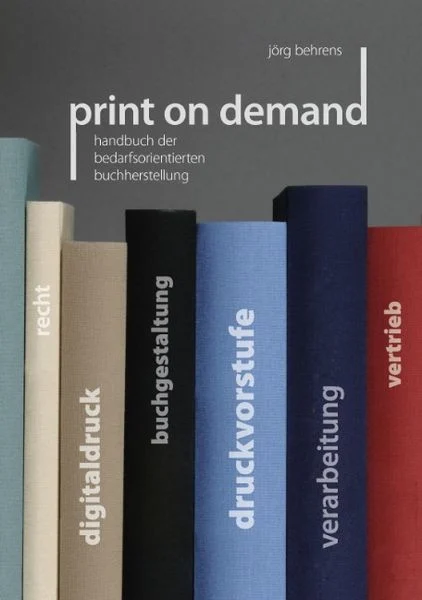 jörg behrens
print on demand
handbuch der
bedarfsorientierten
buchherstellung
recht
digitaldruck
buchgestaltung
druckvorstufe
verarbeitung
vertrieb